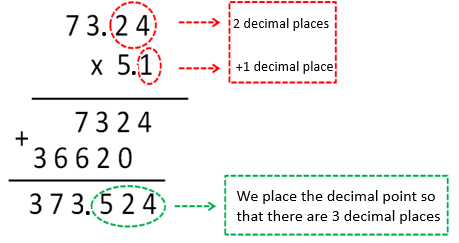 73.24
2 decimal places
x 5.1
+1 decimal place
7324
+
36620
373.524
We place the decimal point so
that there are 3 decimal places